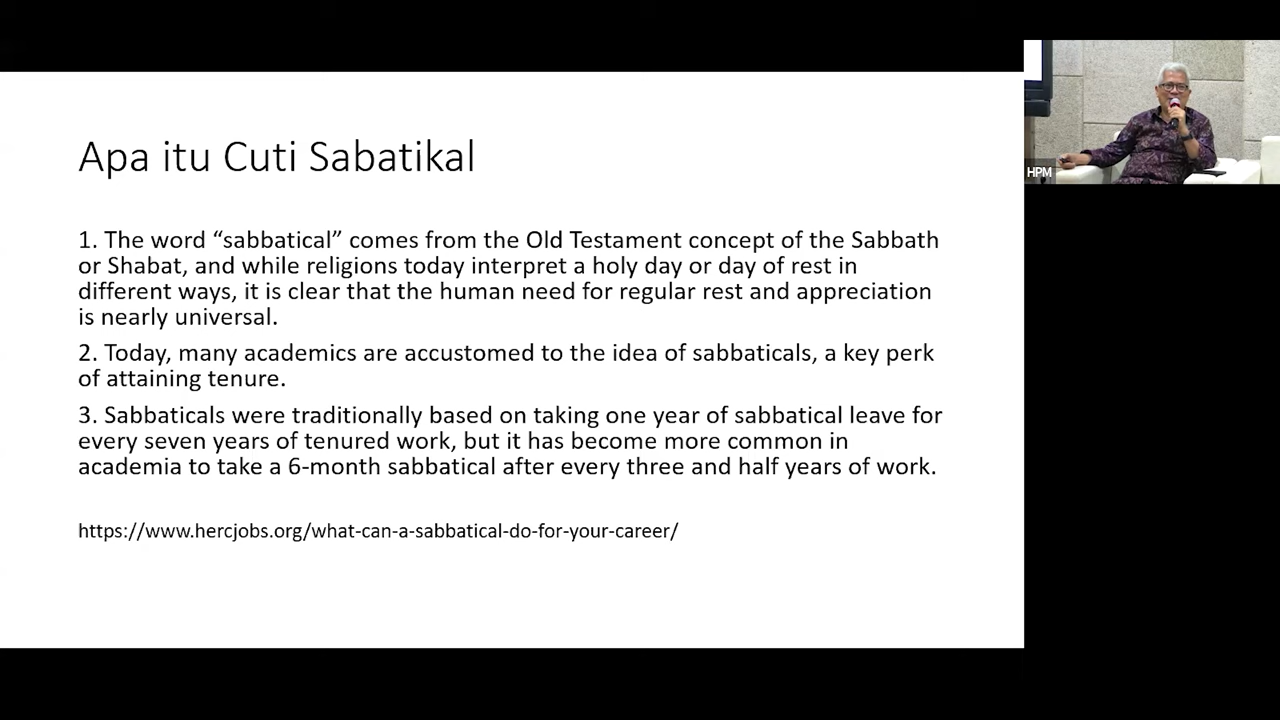 Apa itu Cuti Sabatikal
1. The word “sabbatical” comes from the Old Testament concept of the Sabbath
or Shabat, and while religions today interpret a holy day or day of rest in
different ways, it is clear that the human need for regular rest and appreciation
is nearly universal.
2. Today, many academics are accustomed to the idea of sabbaticals, a key perk
of attaining tenure.
3. Sabbaticals were traditionally based on taking one year of sabbatical leave for
every seven years of tenured work, but it has become more common in
academia to take a 6-month sabbatical after every three and half years of work.
https://www.hercjobs.org/what-can-a-sabbatical-do-for-your-career/
HPM